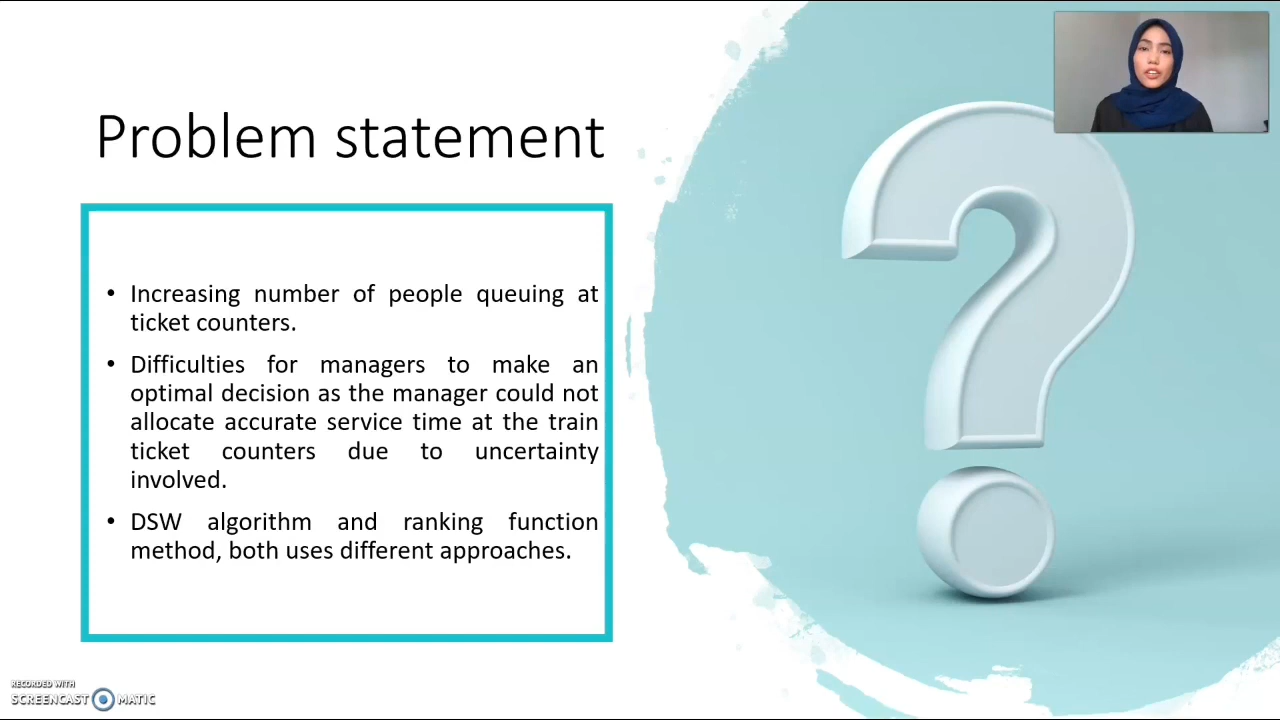 Problem statement
• Increasing number of people queuing at
ticket counters.
• Difficulties for managers to make an
optimal decision as the manager could not
allocate accurate service time at the train
ticket counters due to uncertainty
involved.
• DSW algorithm and ranking function
method, both uses different approaches.
RECORDED WITH
SCREENCAST MATIC